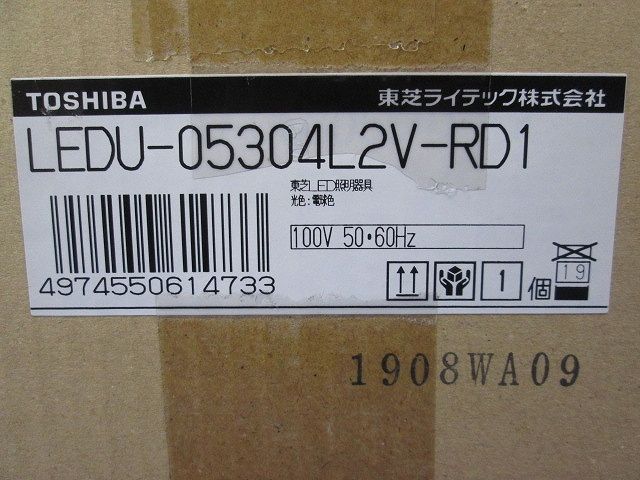 TOSHIBA 東芝ライテック株式会社
LEDU-05304L2V-RD1
東芝LED照明器具
光色:電球色
100V 50・60Hz
4974550614733
1個
19
1908WA09